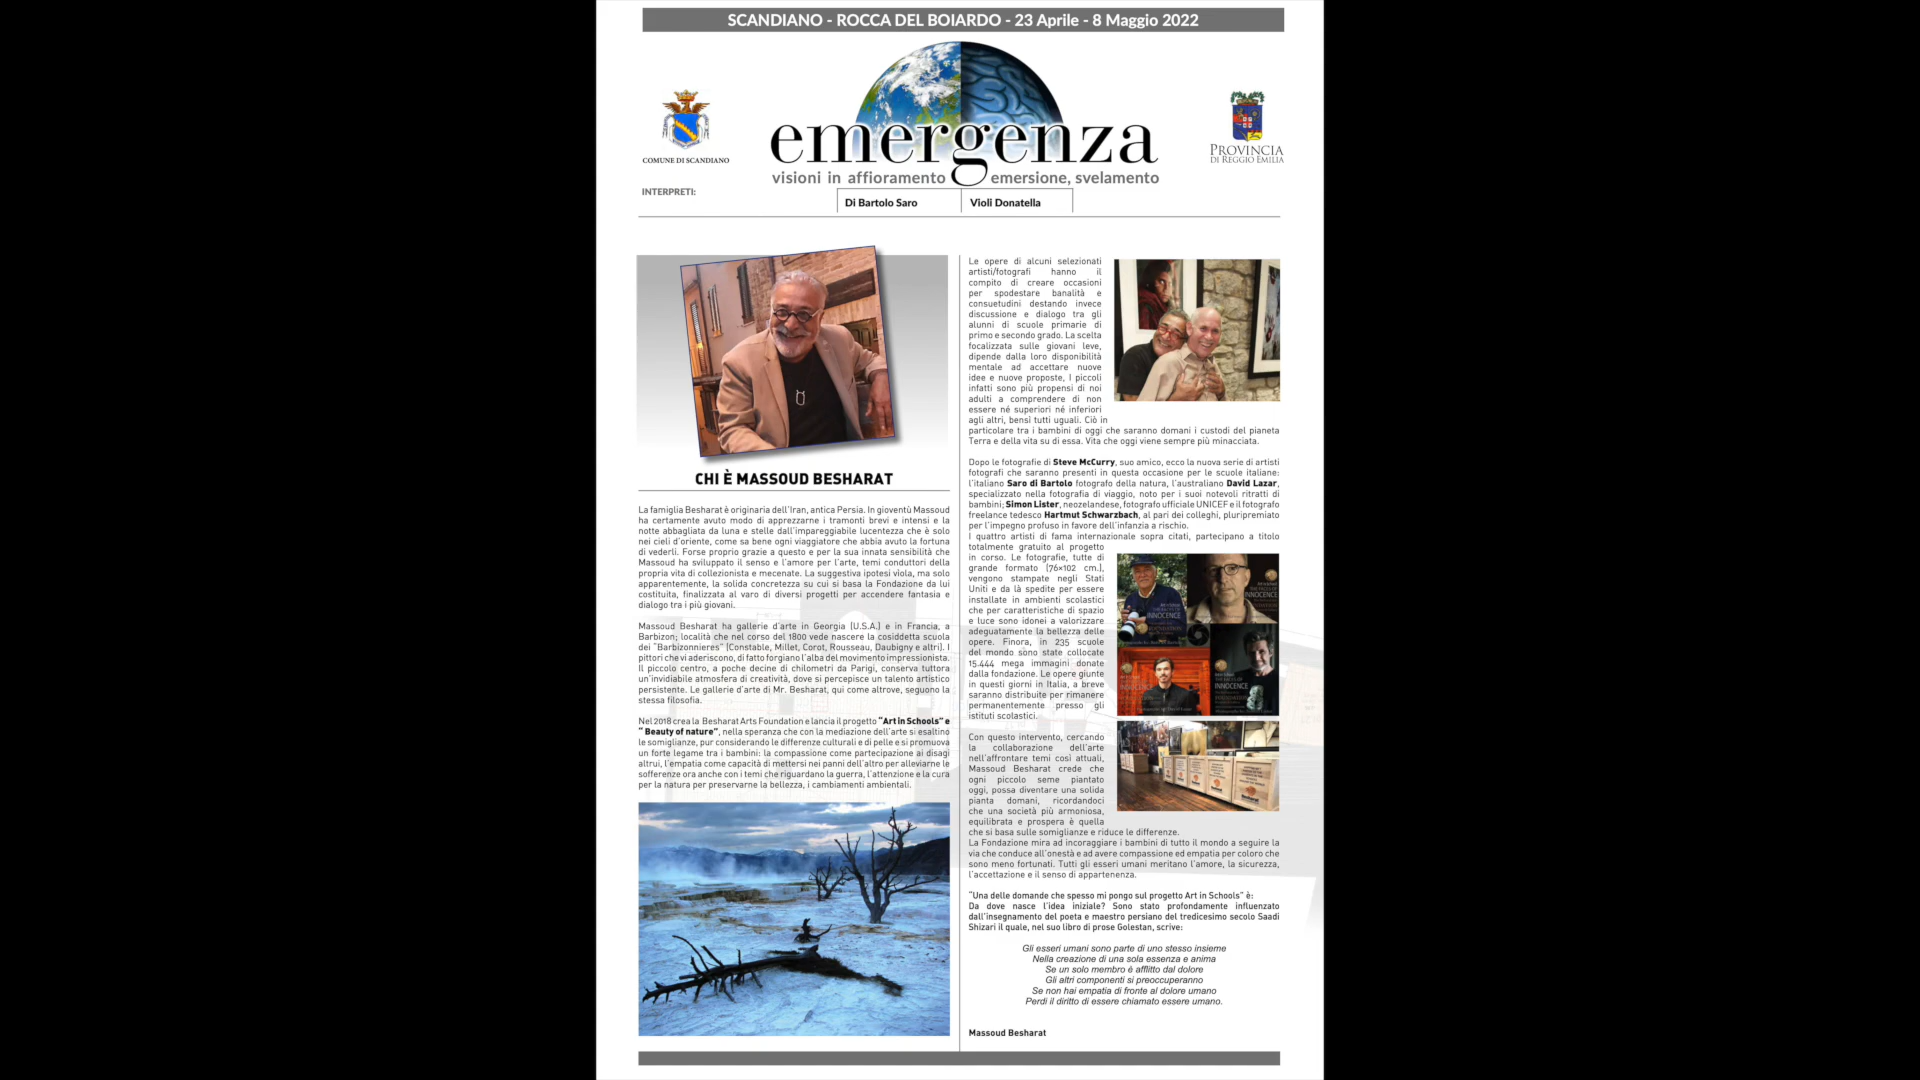 SCANDIANO - ROCCA DEL BOIARDO - 23 Aprile - 8 Maggio 2022
emergenza
visioni in affioramento emersione, svelamento
COMUNE DI SCANDIANO
PROVINCIA
DI REGGIO EMILIA
INTERPRETI:
Di Bartolo Saro
Violi Donatella
CHI È MASSOUD BESHARAT
La famiglia Besharat è originaria dell'Iran, antica Persia. In gioventù Massoud
ha certamente avuto modo di apprezzarne i tramonti brevi e intensi e la
notte abbagliata da luna e stelle dall'impareggiabile lucentezza che è solo
nei cieli d'oriente, come sa bene ogni viaggiatore che abbia avuto la fortuna
di vederli. Forse proprio grazie a questo e per la sua innata sensibilità che
Massoud ha sviluppato il senso e l'amore per l'arte, temi conduttori della
propria vita di collezionista e mecenate. La suggestiva ipotesi vìola, ma solo
apparentemente, la solida concretezza su cui si basa la Fondazione da lui
costituita, finalizzata al varo di diversi progetti per accendere fantasia e
dialogo tra i più giovani.
Massoud Besharat ha gallerie d'arte in Georgia (U.S.A.) e in Francia, a
Barbizon; località che nel corso del 1800 vede nascere la cosiddetta scuola
dei "Barbizonnieres" (Constable, Millet, Corot, Rousseau, Daubigny e altri). I
pittori che vi aderiscono, di fatto forgiano l'alba del movimento impressionista.
Il piccolo centro, a poche decine di chilometri da Parigi, conserva tuttora
un'invidiabile atmosfera di creatività, dove si percepisce un talento artistico
persistente. Le gallerie d'arte di Mr. Besharat, qui come altrove, seguono la
stessa filosofia.
Nel 2018 crea la Besharat Arts Foundation e lancia il progetto "Art in Schools" e
" Beauty of nature", nella speranza che con la mediazione dell'arte si esaltino
le somiglianze, pur considerando le differenze culturali e di pelle e si promuova
un forte legame tra i bambini: la compassione come partecipazione ai disagi
altrui, l'empatia come capacità di mettersi nei panni dell'altro per alleviarne le
sofferenze ora anche con i temi che riguardano la guerra, l'attenzione e la cura
per la natura per preservarne la bellezza, i cambiamenti ambientali.
Le opere di alcuni selezionati
artisti/fotografi hanno il
compito di creare occasioni
per spodestare banalità e
consuetudini destando invece
discussione e dialogo tra gli
alunni di scuole primarie di
primo e secondo grado. La scelta
focalizzata sulle giovani leve,
dipende dalla loro disponibilità
mentale ad accettare nuove
idee e nuove proposte, I piccoli
infatti sono più propensi di noi
adulti a comprendere di non
essere né superiori né inferiori
agli altri, bensì tutti uguali. Ciò in
particolare tra i bambini di oggi che saranno domani i custodi del pianeta
Terra e della vita su di essa. Vita che oggi viene sempre più minacciata.
Dopo le fotografie di Steve McCurry, suo amico, ecco la nuova serie di artisti
fotografi che saranno presenti in questa occasione per le scuole italiane:
l'italiano Saro di Bartolo fotografo della natura, l'australiano David Lazar,
specializzato nella fotografia di viaggio, noto per i suoi notevoli ritratti di
bambini; Simon Lister, neozelandese, fotografo ufficiale UNICEF e il fotografo
freelance tedesco Hartmut Schwarzbach, al pari dei colleghi, pluripremiato
per l'impegno profuso in favore dell'infanzia a rischio.
I quattro artisti di fama internazionale sopra citati, partecipano a titolo
totalmente gratuito al progetto
in corso. Le fotografie, tutte di
grande formato (76×102 cm.),
vengono stampate negli Stati
Uniti e da là spedite per essere
installate in ambienti scolastici
che per caratteristiche di spazio
e luce sono idonei a valorizzare
adeguatamente la bellezza delle
opere. Finora, in 235 scuole
del mondo sono state collocate
15.444 mega immagini donate
dalla fondazione. Le opere giunte
in questi giorni in Italia, a breve
saranno distribuite per rimanere
permanentemente presso gli
istituti scolastici.
INNOCENCE
THE FACES OF
INNOCENCE
INNOCENCE
INNOCENCE
Con questo intervento, cercando
la collaborazione dell'arte
nell'affrontare temi così attuali,
Massoud Besharat crede che
ogni piccolo seme piantato
oggi, possa diventare una solida
pianta domani, ricordandoci
che una società più armoniosa,
equilibrata e prospera è quella
che si basa sulle somiglianze e riduce le differenze.
La Fondazione mira ad incoraggiare i bambini di tutto il mondo a seguire la
via che conduce all'onestà e ad avere compassione ed empatia per coloro che
sono meno fortunati. Tutti gli esseri umani meritano l'amore, la sicurezza,
l'accettazione e il senso di appartenenza.
"Una delle domande che spesso mi pongo sul progetto Art in Schools" è:
Da dove nasce l'idea iniziale? Sono stato profondamente influenzato
dall'insegnamento del poeta e maestro persiano del tredicesimo secolo Saadi
Shizari il quale, nel suo libro di prose Golestan, scrive:
Gli esseri umani sono parte di uno stesso insieme
Nella creazione di una sola essenza e anima
Se un solo membro è afflitto dal dolore
Gli altri componenti si preoccuperanno
Se non hai empatia di fronte al dolore umano
Perdi il diritto di essere chiamato essere umano.
Massoud Besharat